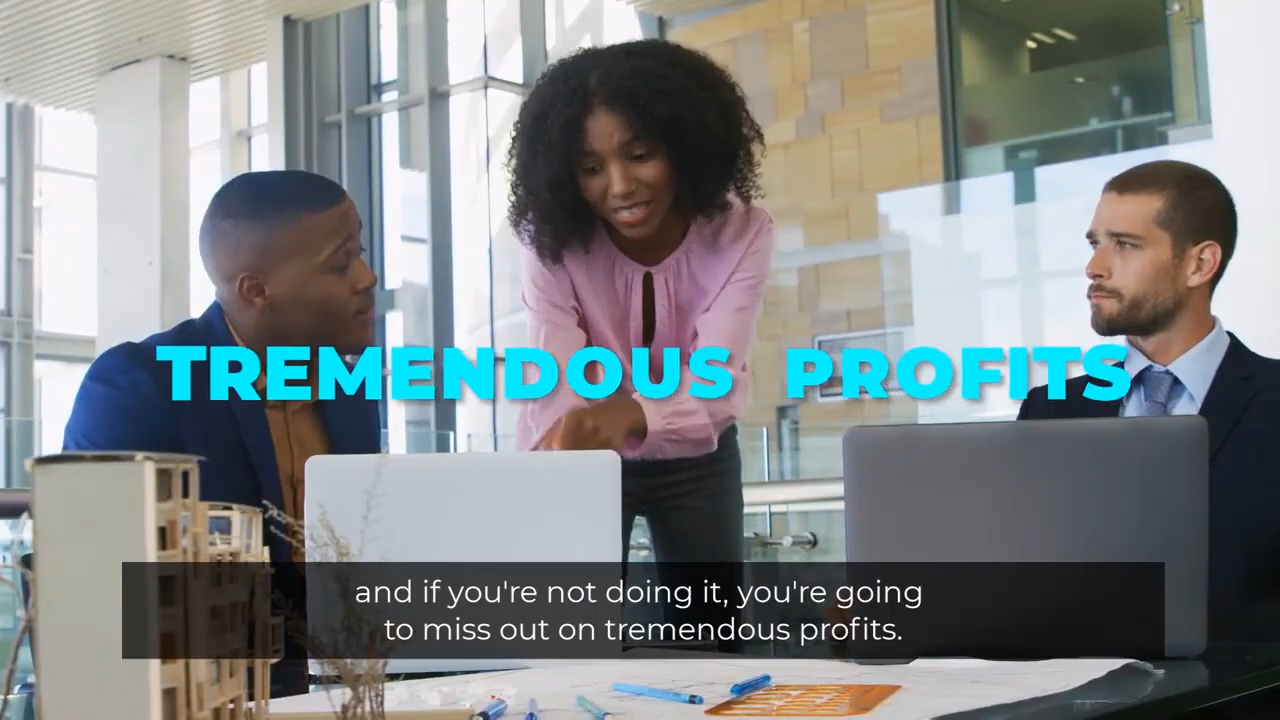 TREMENDOUS PROFITS
and if you're not doing it, you're going
to miss out on tremendous profits.